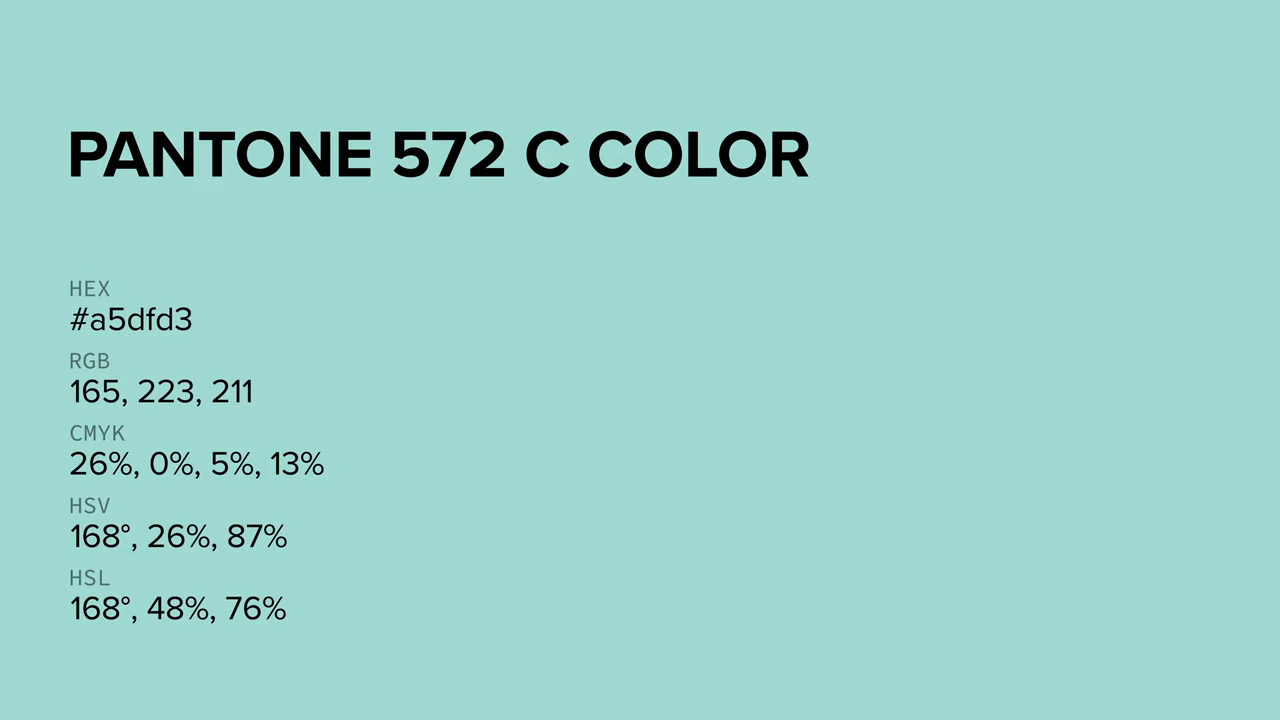 PANTONE 572 C COLOR
HEX
#a5dfd3
RGB
165, 223, 211
CMYK
26%, 0%, 5%, 13%
HSV
168°, 26%, 87%
HSL
168°, 48%, 76%